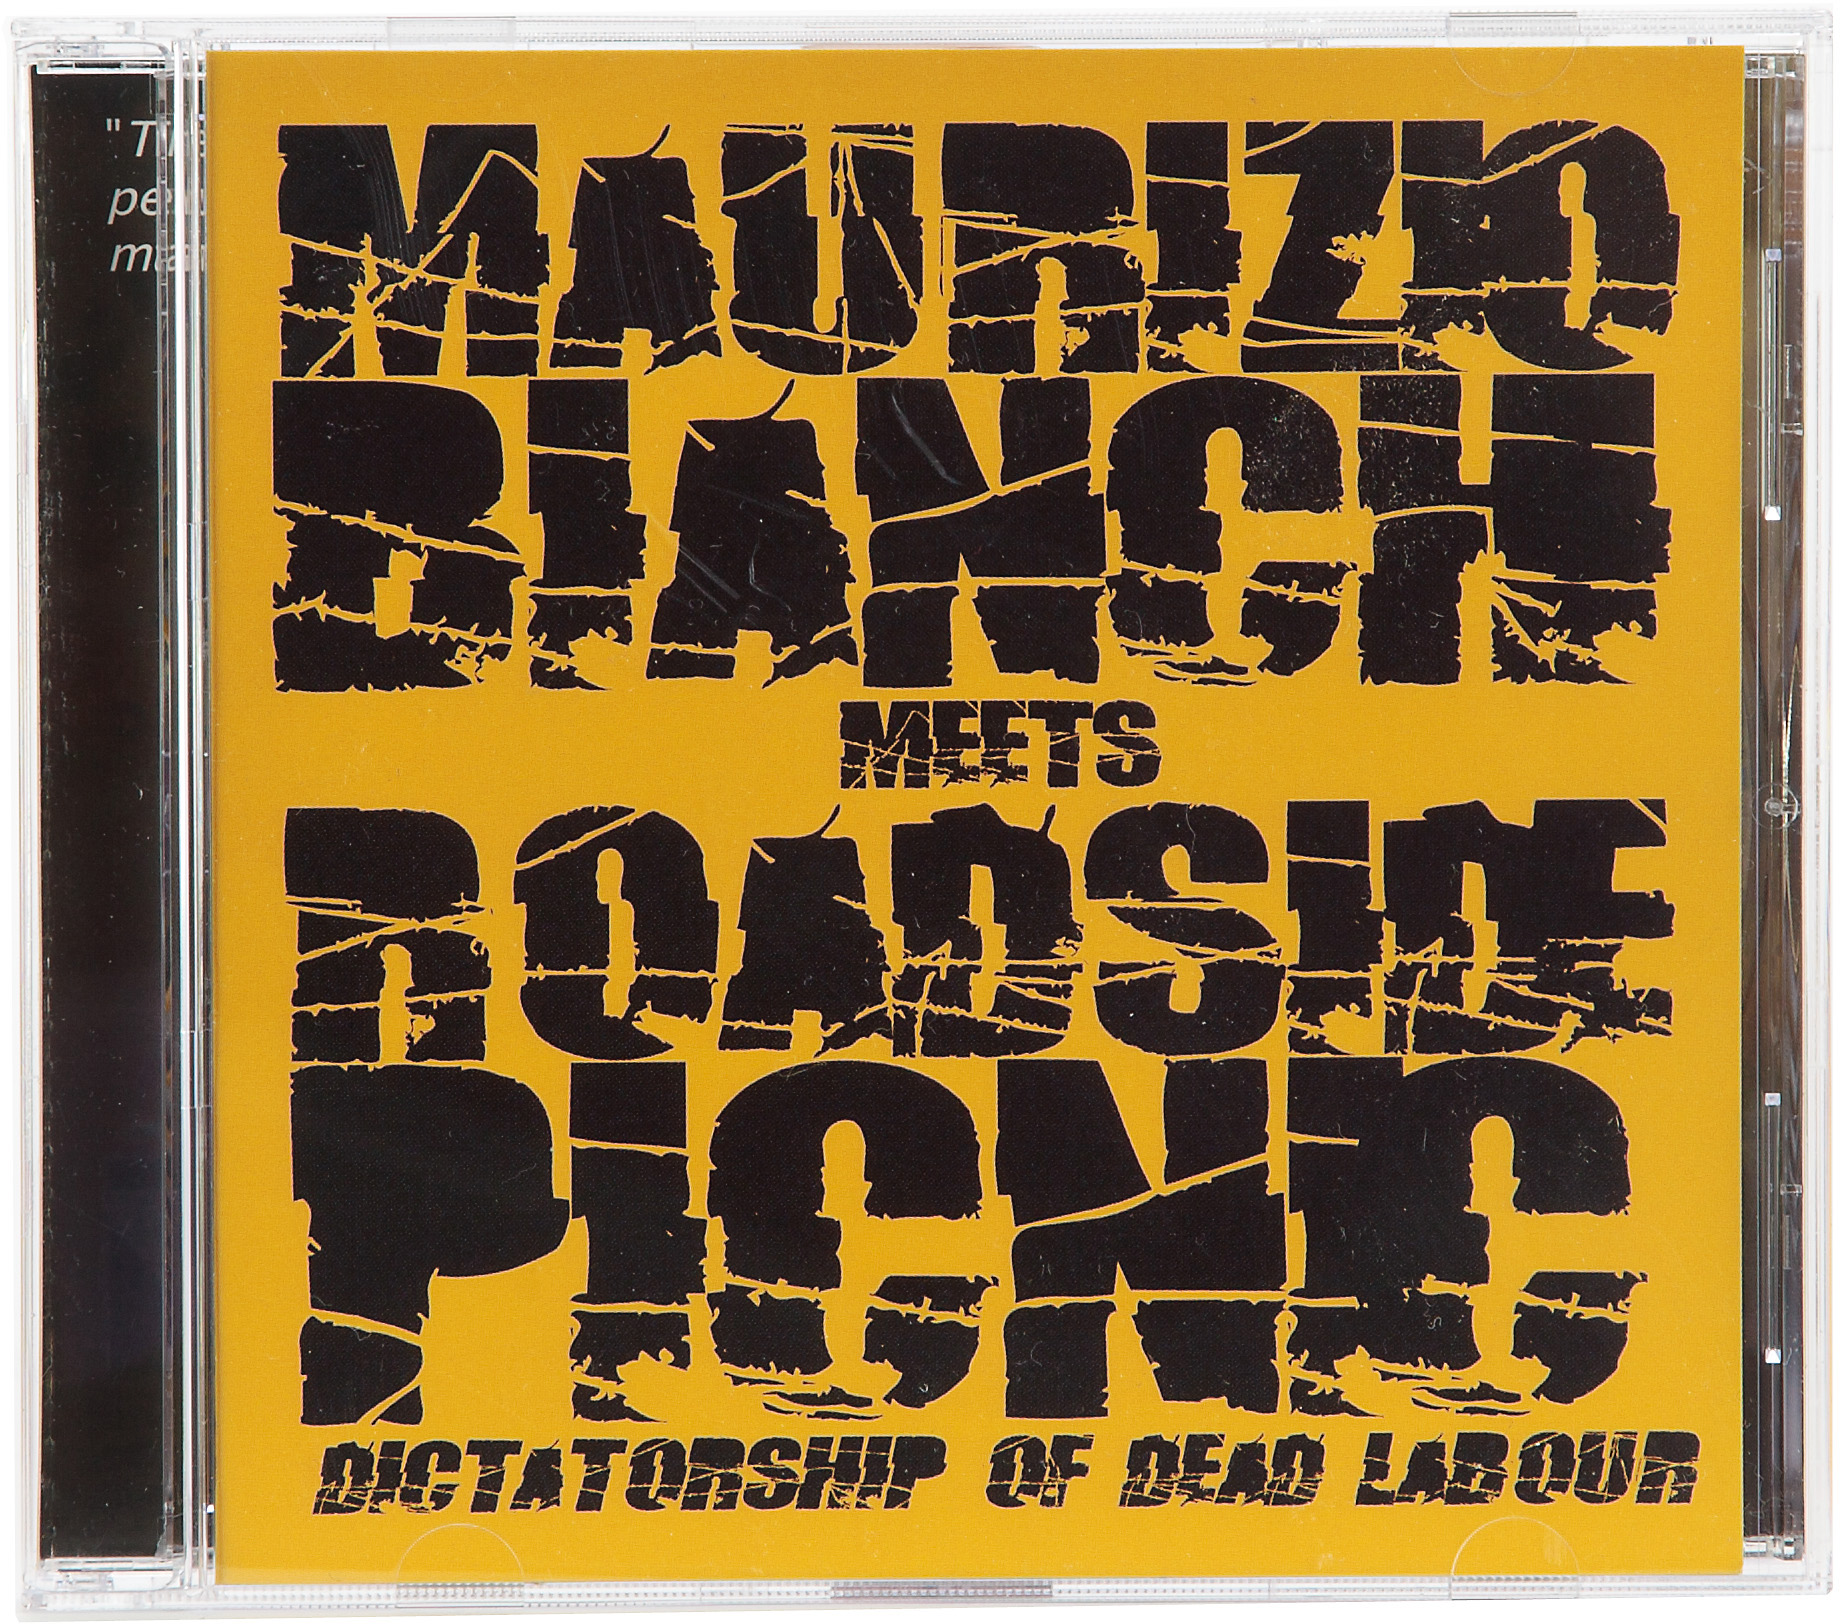 MAURIZIO
BIANCHI
MEETS
ROADSIDE
PICNIC
DICTATORSHIP OF DEAD LABOUR